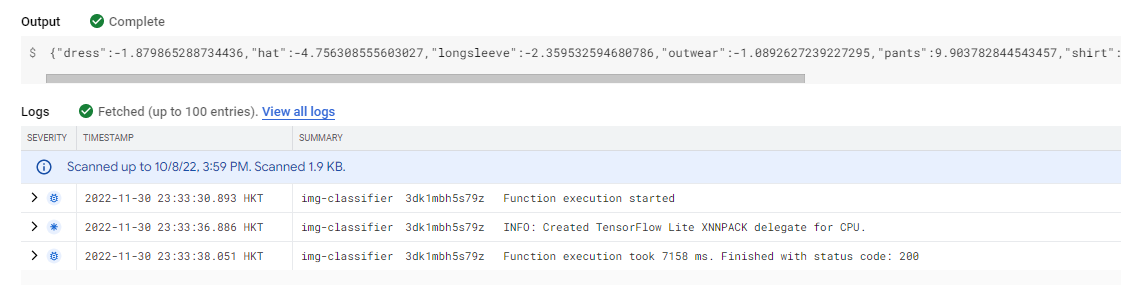 Output Complete
$ {"dress":-1.879865288734436,"hat":-4.756308555603027,"longsleeve":-2.359532594680786,"outwear":-1.0892627239227295,"pants":9.903782844543457,"shirt":
Logs Fetched (up to 100 entries). View all logs
SEVERITY TIMESTAMP SUMMARY
Scanned up to 10/8/22, 3:59 PM. Scanned 1.9 KB.
2022-11-30 23:33:30.893 HKT img-classifier 3dk1mbh5s79z Function execution started
2022-11-30 23:33:36.886 HKT img-classifier 3dk1mbh5s79z INFO: Created TensorFlow Lite XNNPACK delegate for CPU.
2022-11-30 23:33:38.051 HKT img-classifier 3dk1mbh5s79z Function execution took 7158 ms. Finished with status code: 200